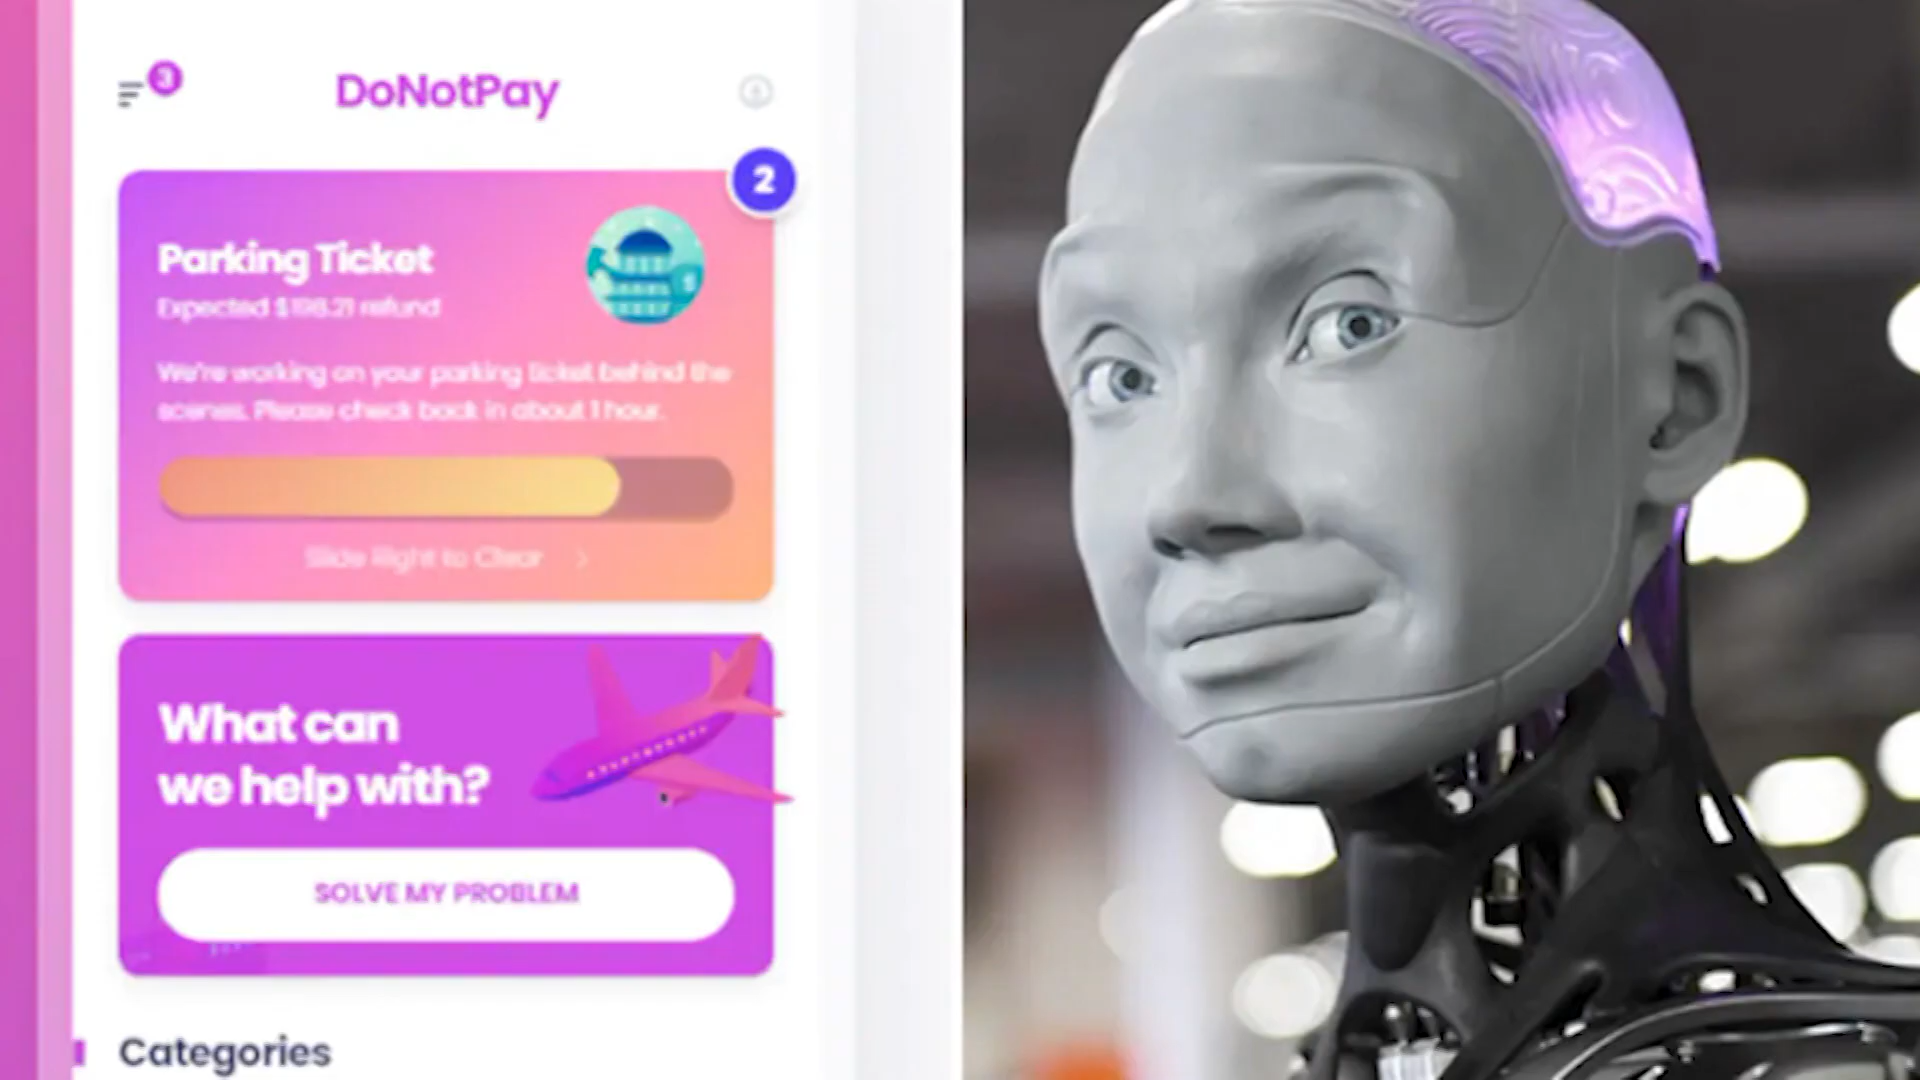 3
DoNotPay
2
Parking Ticket
Expected $198.21 refund
We're working on your parking ticket behind the
scenes. Please check back in about 1 hour.
Slide Right to Clear >
What can
we help with?
SOLVE MY PROBLEM
Categories